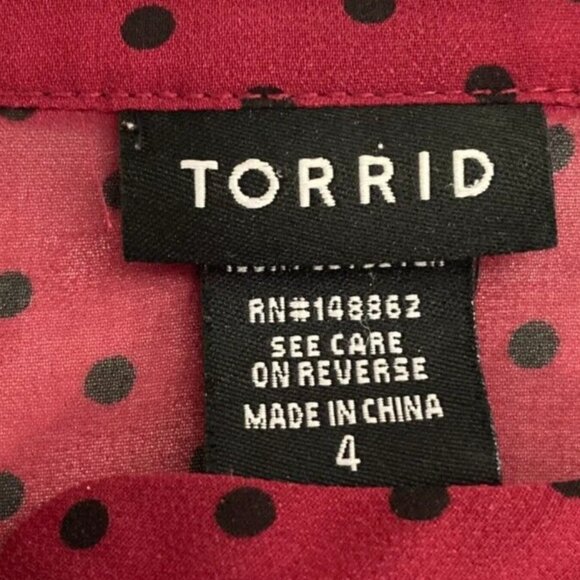 TORRID
RN#148862
SEE CARE
ON REVERSE
MADE IN CHINA
4